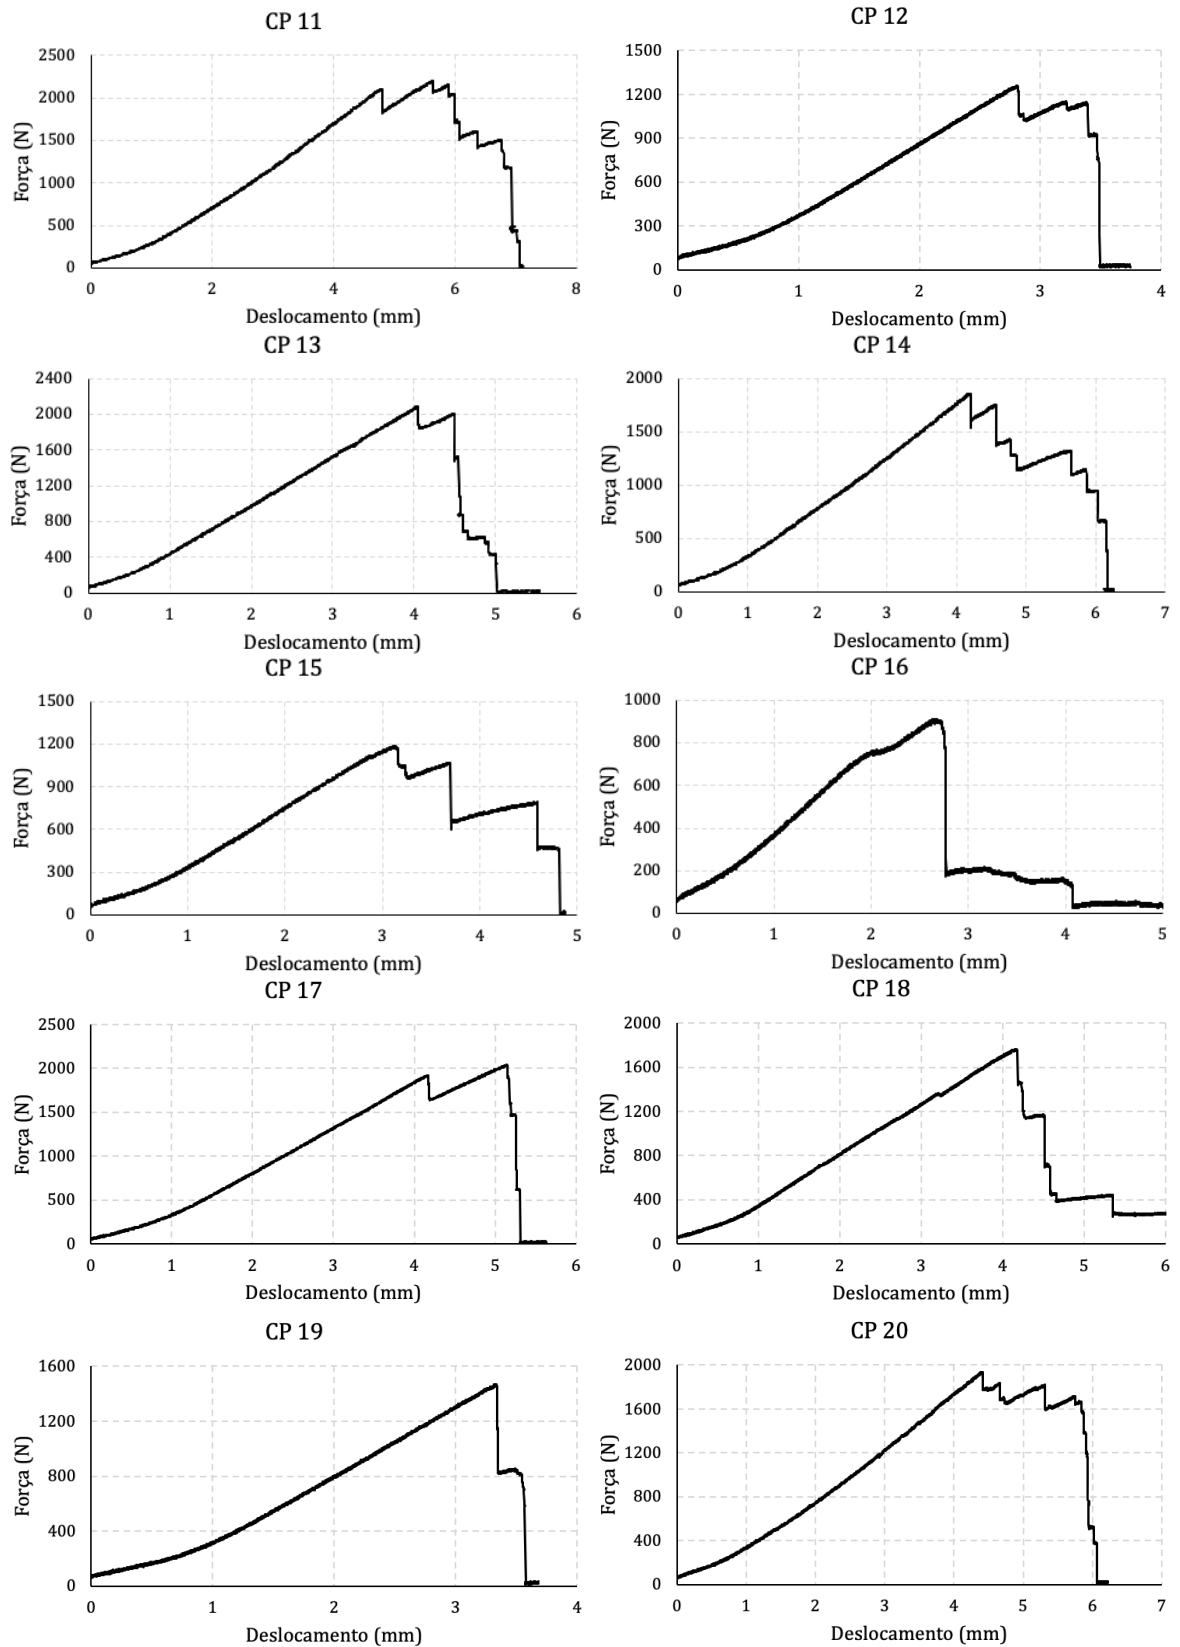 CP 11
2500
2000
1500
1000
500
0
Força (N)
0 2 4 6 8
Deslocamento (mm)
CP 12
1500
1200
900
600
300
0
Força (N)
0 1 2 3 4
Deslocamento (mm)
CP 13
2400
2000
1600
1200
800
400
0
Força (N)
0 1 2 3 4 5 6
Deslocamento (mm)
CP 14
2000
1500
1000
500
0
Força (N)
0 1 2 3 4 5 6 7
Deslocamento (mm)
CP 15
1500
1200
900
600
300
0
Força (N)
0 1 2 3 4 5
Deslocamento (mm)
CP 16
1000
800
600
400
200
0
Força (N)
0 1 2 3 4 5
Deslocamento (mm)
CP 17
2500
2000
1500
1000
500
0
Força (N)
0 1 2 3 4 5 6
Deslocamento (mm)
CP 18
2000
1600
1200
800
400
0
Força (N)
0 1 2 3 4 5 6
Deslocamento (mm)
CP 19
1600
1200
800
400
0
Força (N)
0 1 2 3 4
Deslocamento (mm)
CP 20
2000
1600
1200
800
400
0
Força (N)
0 1 2 3 4 5 6 7
Deslocamento (mm)